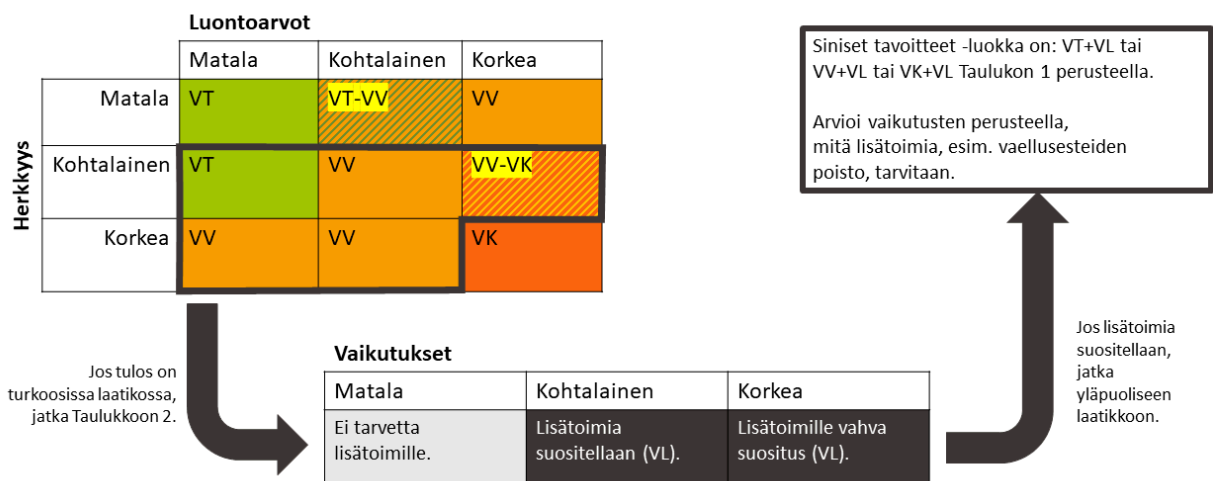 Luontoarvot
Matala Kohtalainen Korkea
Herkkyys
Matala VT VT-VV VV
Kohtalainen VT VV VV-VK
Korkea VV VV VK
Siniset tavoitteet -luokka on: VT+VL tai
VV+VL tai VK+VL Taulukon 1 perusteella.
Arvioi vaikutusten perusteella,
mitä lisätoimia, esim. vaellusesteiden
poisto, tarvitaan.
Jos tulos on
turkoosissa laatikossa,
jatka Taulukkoon 2.
Vaikutukset
Matala Kohtalainen Korkea
Ei tarvetta
lisätoimille.
Lisätoimia
suositellaan (VL).
Lisätoimille vahva
suositus (VL).
Jos lisätoimia
suositellaan,
jatka
yläpuoliseen
laatikkoon.